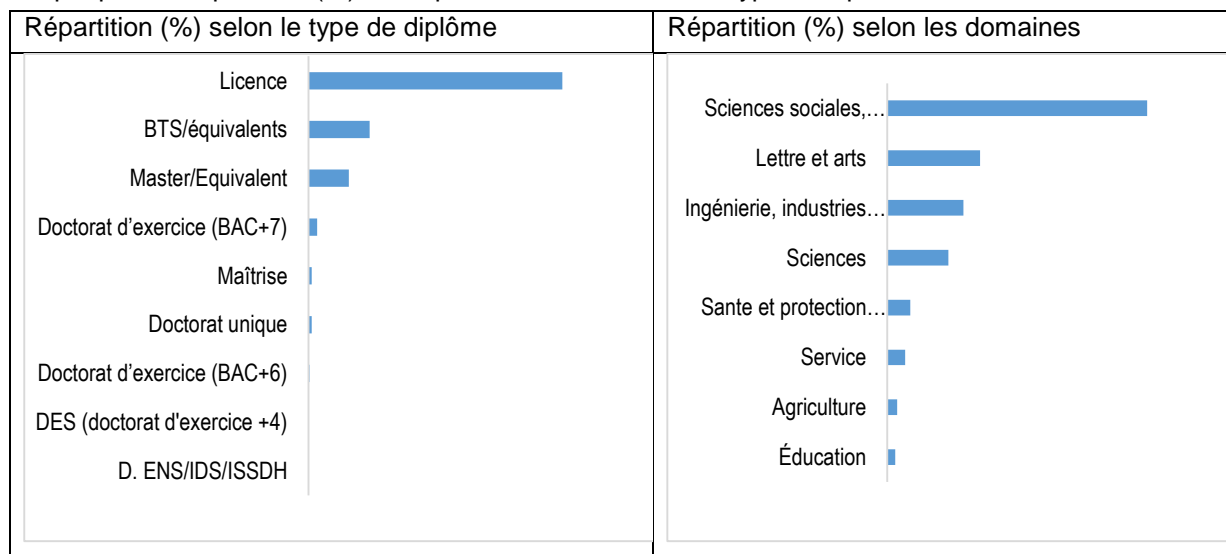 Répartition (%) selon le type de diplôme
Répartition (%) selon les domaines
Licence
BTS/équivalents
Master/Equivalent
Doctorat d’exercice (BAC+7)
Maîtrise
Doctorat unique
Doctorat d’exercice (BAC+6)
DES (doctorat d'exercice +4)
D. ENS/IDS/ISSDH
Sciences sociales,…
Lettre et arts
Ingénierie, industries…
Sciences
Sante et protection…
Service
Agriculture
Éducation